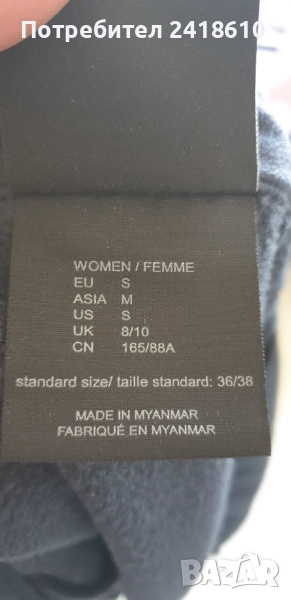 Потребител 2418610
WOMEN / FEMME
EU S
ASIA M
US S
UK 8/10
CN 165/88A
standard size/ taille standard: 36/38
MADE IN MYANMAR
FABRIQUÉ EN MYANMAR
BAZAR